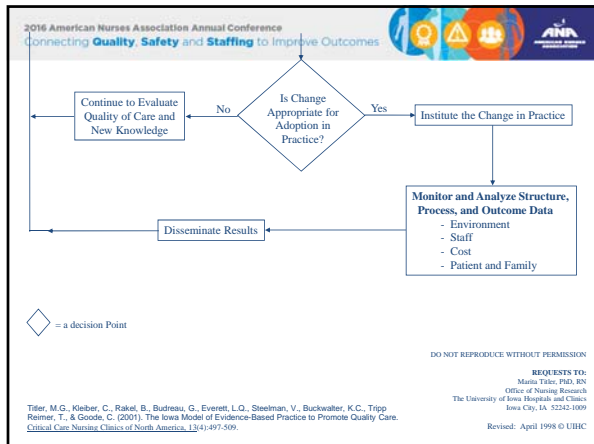 2016 American Nurses Association Annual Conference
Connecting Quality, Safety and Staffing to Improve Outcomes
ANA
AMERICAN NURSES
ASSOCIATION
Continue to Evaluate
Quality of Care and
New Knowledge
No
Is Change
Appropriate for
Adoption in
Practice?
Yes
Institute the Change in Practice
Monitor and Analyze Structure,
Process, and Outcome Data
- Environment
- Staff
- Cost
- Patient and Family
Disseminate Results
= a decision Point
DO NOT REPRODUCE WITHOUT PERMISSION
REQUESTS TO:
Marita Titler, PhD, RN
Office of Nursing Research
The University of Iowa Hospitals and Clinics
Iowa City, IA 52242-1009
Revised: April 1998 © UIHC
Titler, M.G., Kleiber, C., Rakel, B., Budreau, G., Everett, L.Q., Steelman, V., Buckwalter, K.C., Tripp
Reimer, T., & Goode, C. (2001). The Iowa Model of Evidence-Based Practice to Promote Quality Care.
Critical Care Nursing Clinics of North America, 13(4):497-509.